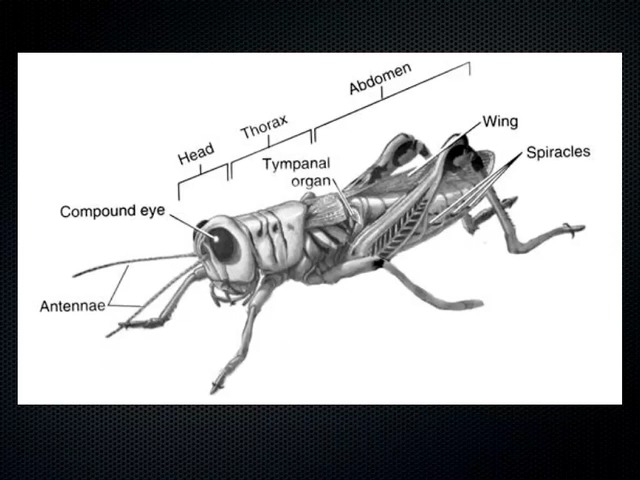 Abdomen
Thorax
Head
Wing
Spiracles
Tympanal
organ
Compound eye
Antennae